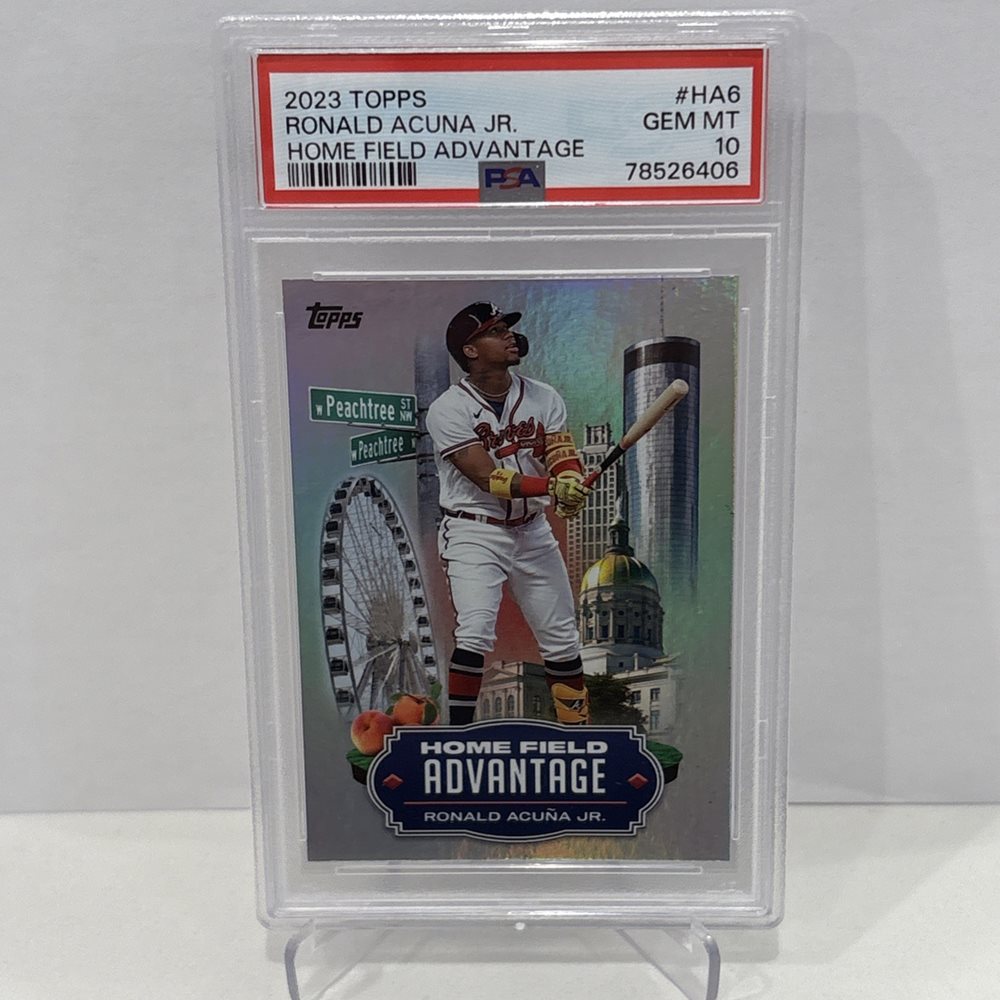 2023 TOPPS #HA6
RONALD ACUNA JR. GEM MT
HOME FIELD ADVANTAGE 10
PSA 78526406
Topps
W Peachtree ST NW
W Peachtree
Braves
HOME FIELD
ADVANTAGE
RONALD ACUÑA JR.